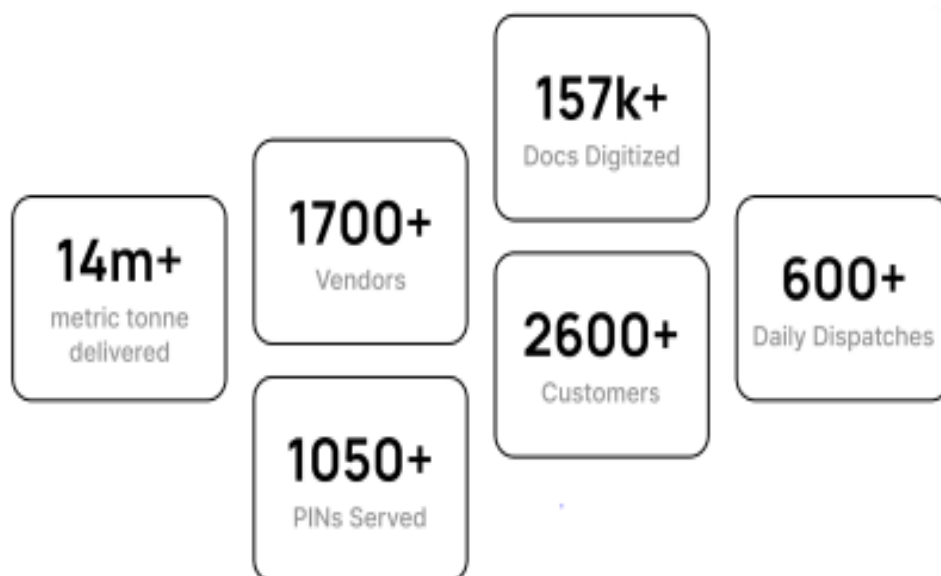 14m+
metric tonne
delivered
1700+
Vendors
1050+
PINs Served
157k+
Docs Digitized
2600+
Customers
600+
Daily Dispatches